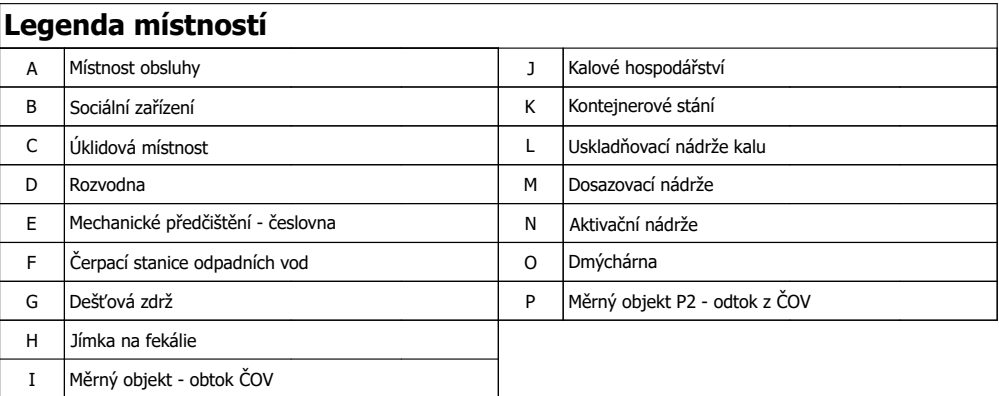 Legenda místností
A Místnost obsluhy
B Sociální zařízení
C Úklidová místnost
D Rozvodna
E Mechanické předčištění - česlovna
F Čerpací stanice odpadních vod
G Dešťová zdrž
H Jímka na fekálie
I Měrný objekt - obtok ČOV
J Kalové hospodářství
K Kontejnerové stání
L Uskladňovací nádrže kalu
M Dosazovací nádrže
N Aktivační nádrže
O Dmýchárna
P Měrný objekt P2 - odtok z ČOV